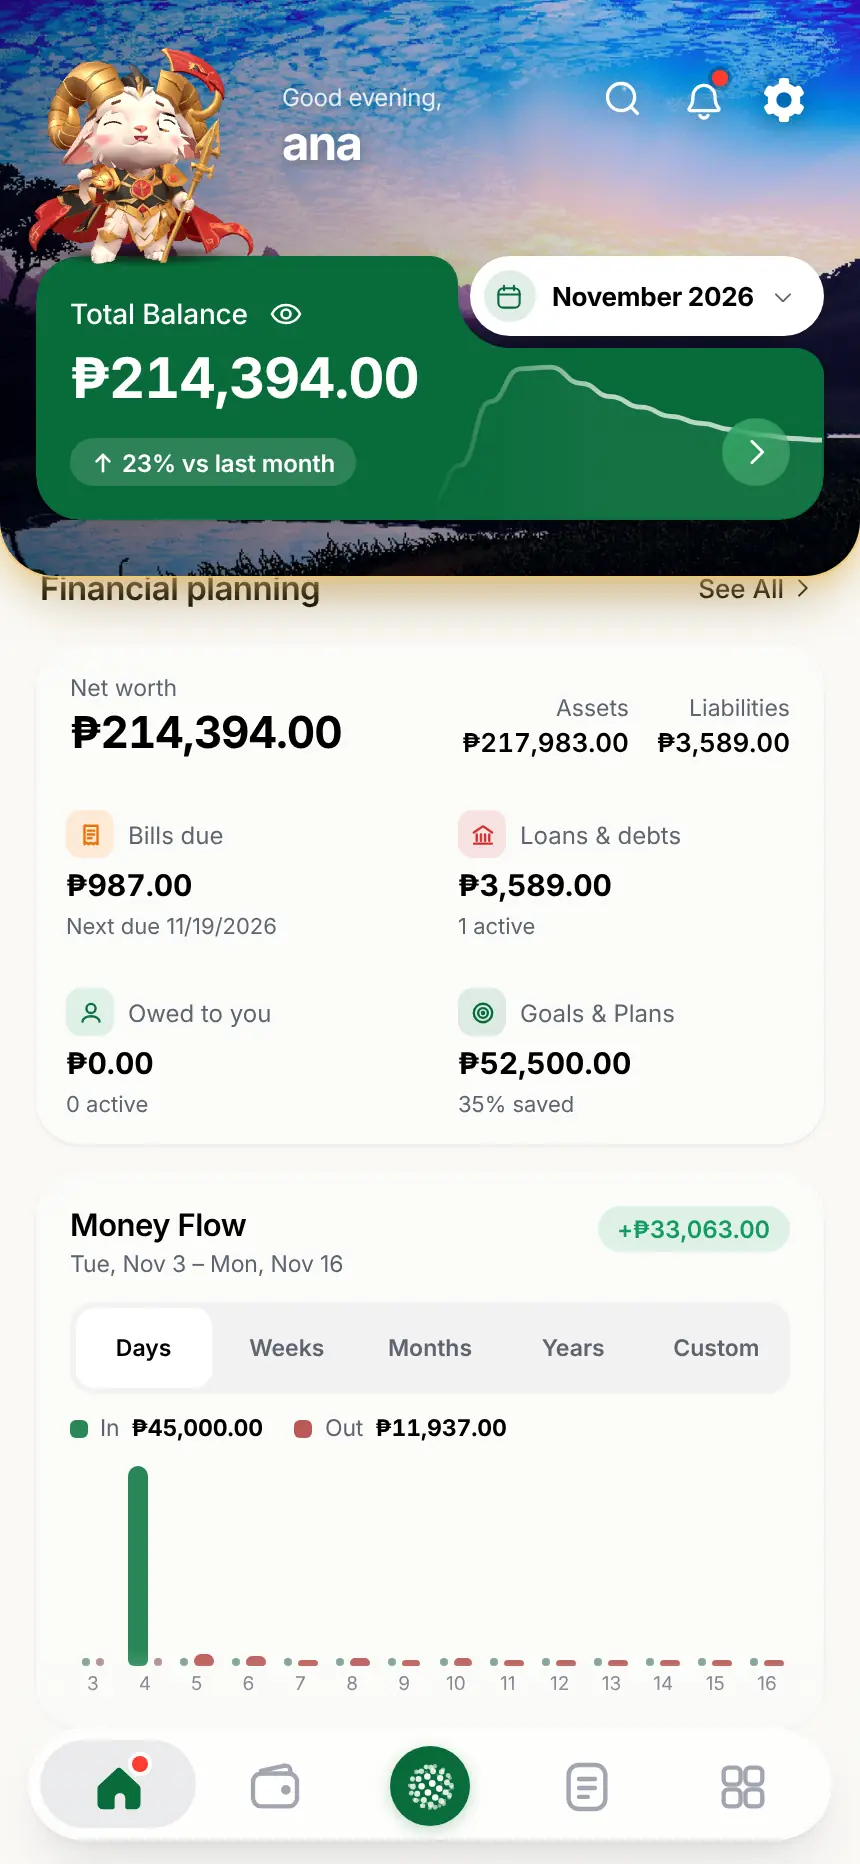 Good evening,
ana
November 2026
Total Balance
₱214,394.00
↑ 23% vs last month
Financial planning
See All >
Net worth
₱214,394.00
Assets
Liabilities
₱217,983.00
₱3,589.00
Bills due
Loans & debts
₱987.00
₱3,589.00
Next due 11/19/2026
1 active
Owed to you
Goals & Plans
₱0.00
₱52,500.00
0 active
35% saved
Money Flow
+₱33,063.00
Tue, Nov 3 – Mon, Nov 16
Days Weeks Months Years Custom
In ₱45,000.00 Out ₱11,937.00
3 4 5 6 7 8 9 10 11 12 13 14 15 16